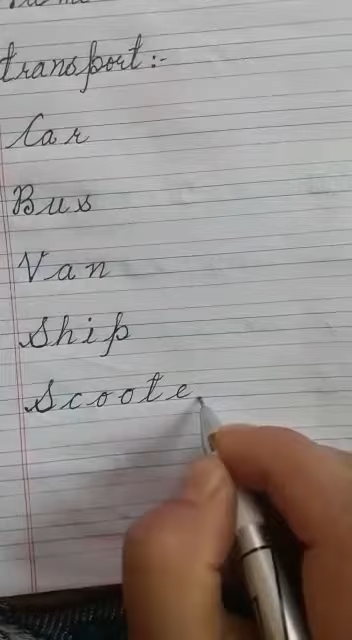 transport:-
Car
Bus
Van
Ship
Scoote